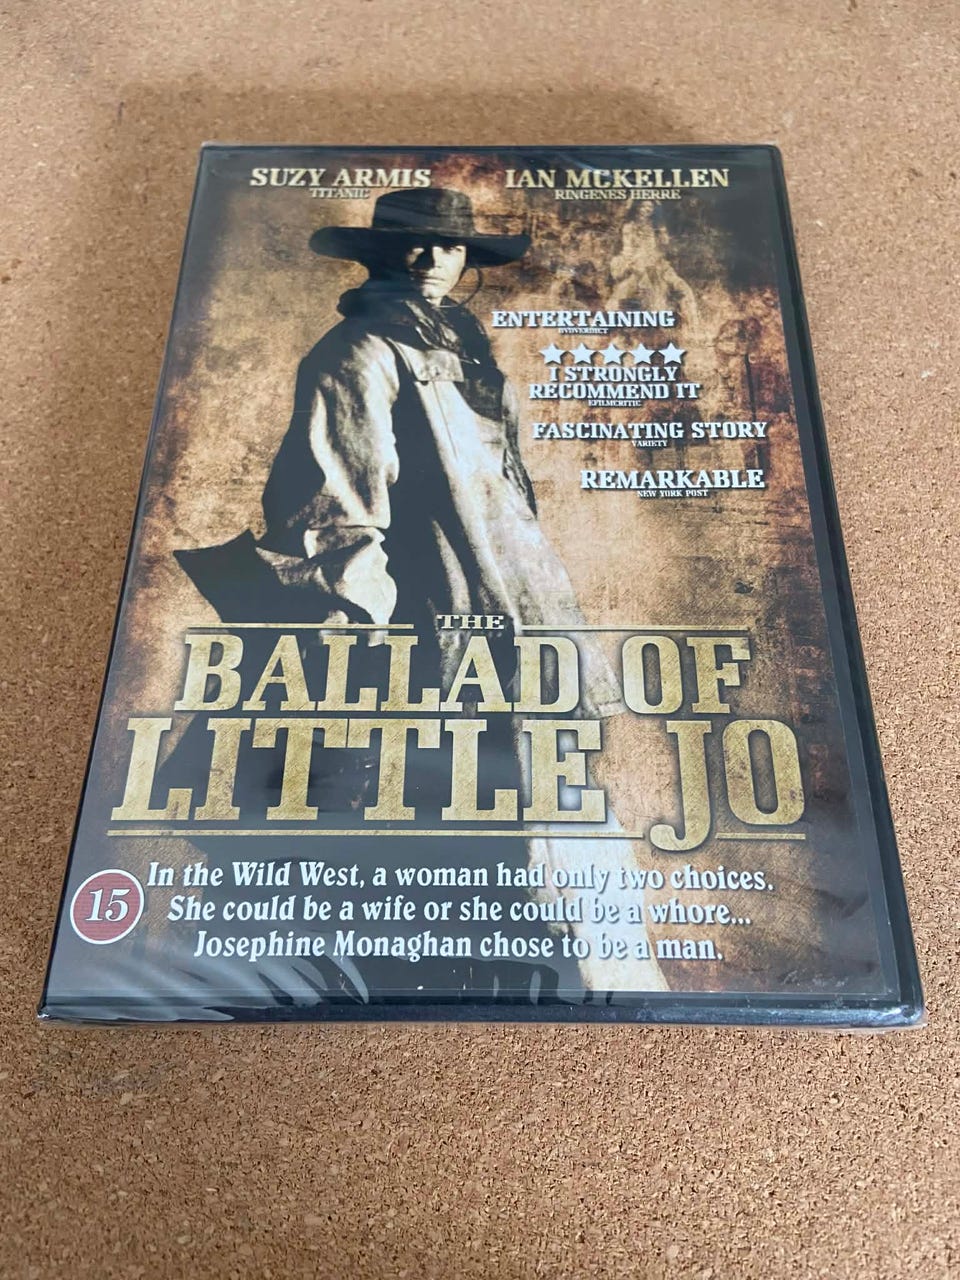 SUZY ARMIS
TITANIC
IAN MCKELLEN
RINGENES HERRE
ENTERTAINING
DVDVERDICT
I STRONGLY
RECOMMEND IT
EFILMCRITIC
FASCINATING STORY
VARIETY
REMARKABLE
NEW YORK POST
THE
BALLAD OF
LITTLE JO
15
In the Wild West, a woman had only two choices.
She could be a wife or she could be a whore...
Josephine Monaghan chose to be a man.